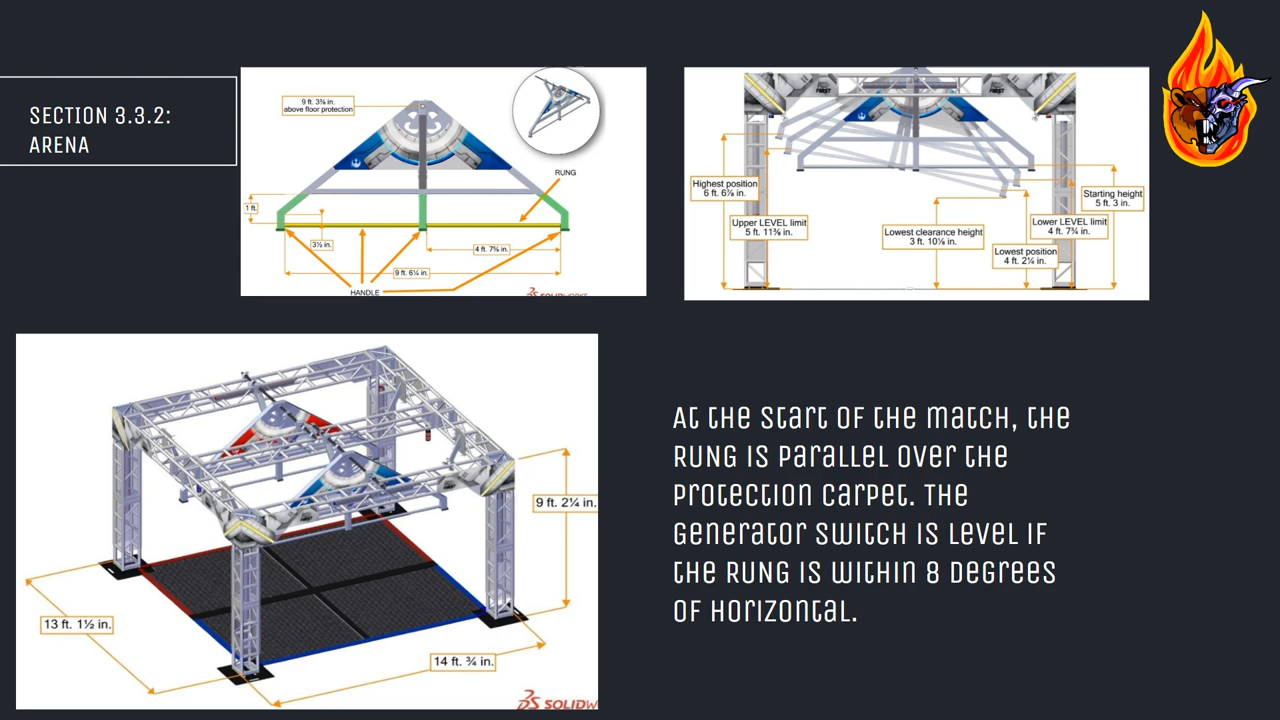 SECTION 3.3.2:
ARENA
9 ft. 3⅜ in.
above floor protection
RUNG
1 ft.
3½ in.
4 ft. 7⅝ in.
9 ft. 6¼ in.
HANDLE
FIRST
FIRST
Highest position
6 ft. 6⅞ in.
Upper LEVEL limit
5 ft. 11⅜ in.
Lowest clearance height
3 ft. 10⅛ in.
Starting height
5 ft. 3 in.
Lower LEVEL limit
4 ft. 7¾ in.
Lowest position
4 ft. 2¼ in.
9 ft. 2¼ in.
13 ft. 1½ in.
14 ft. ¾ in.
At the start of the match, the
RUNG is parallel over the
protection carpet. The
Generator Switch is LEVEL if
the RUNG is within 8 degrees
of horizontal.